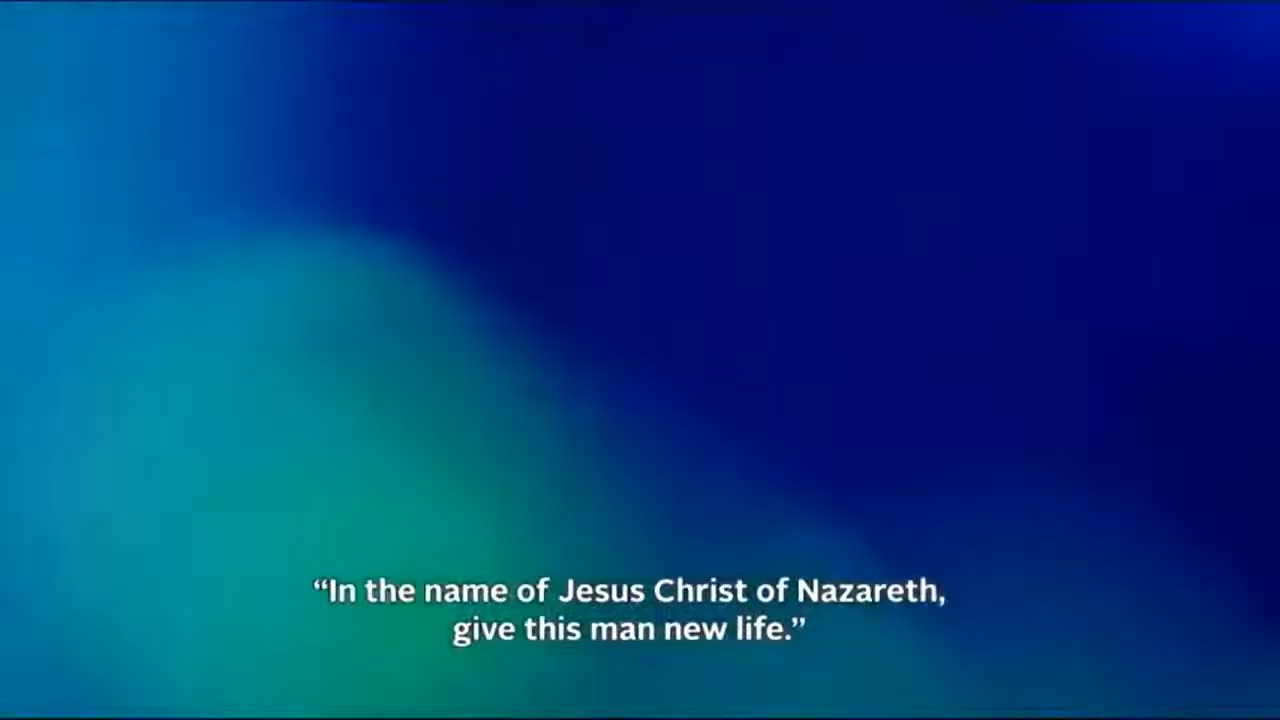 “In the name of Jesus Christ of Nazareth,
give this man new life.”